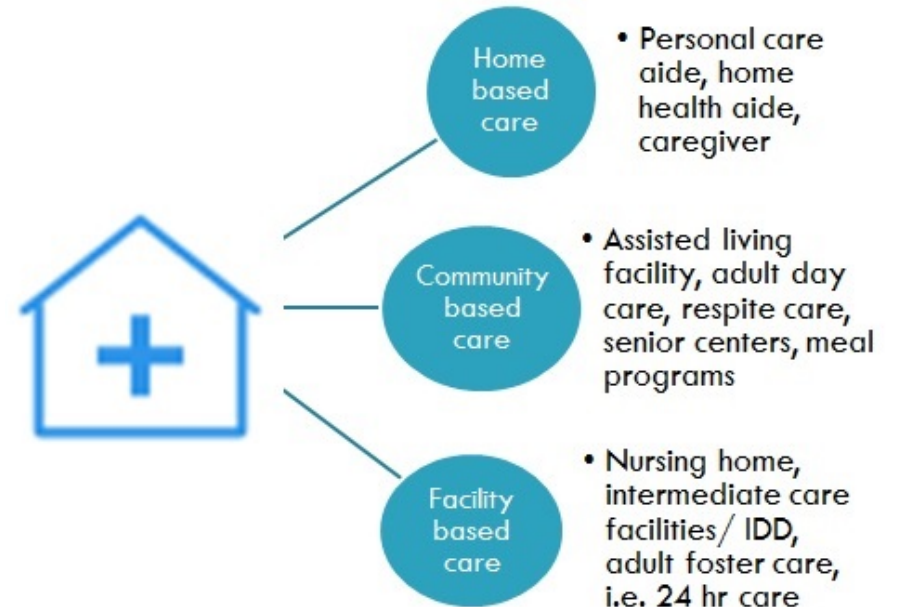 Home
based
care
• Personal care
aide, home
health aide,
caregiver
Community
based
care
• Assisted living
facility, adult day
care, respite care,
senior centers, meal
programs
Facility
based
care
• Nursing home,
intermediate care
facilities/ IDD,
adult foster care,
i.e. 24 hr care